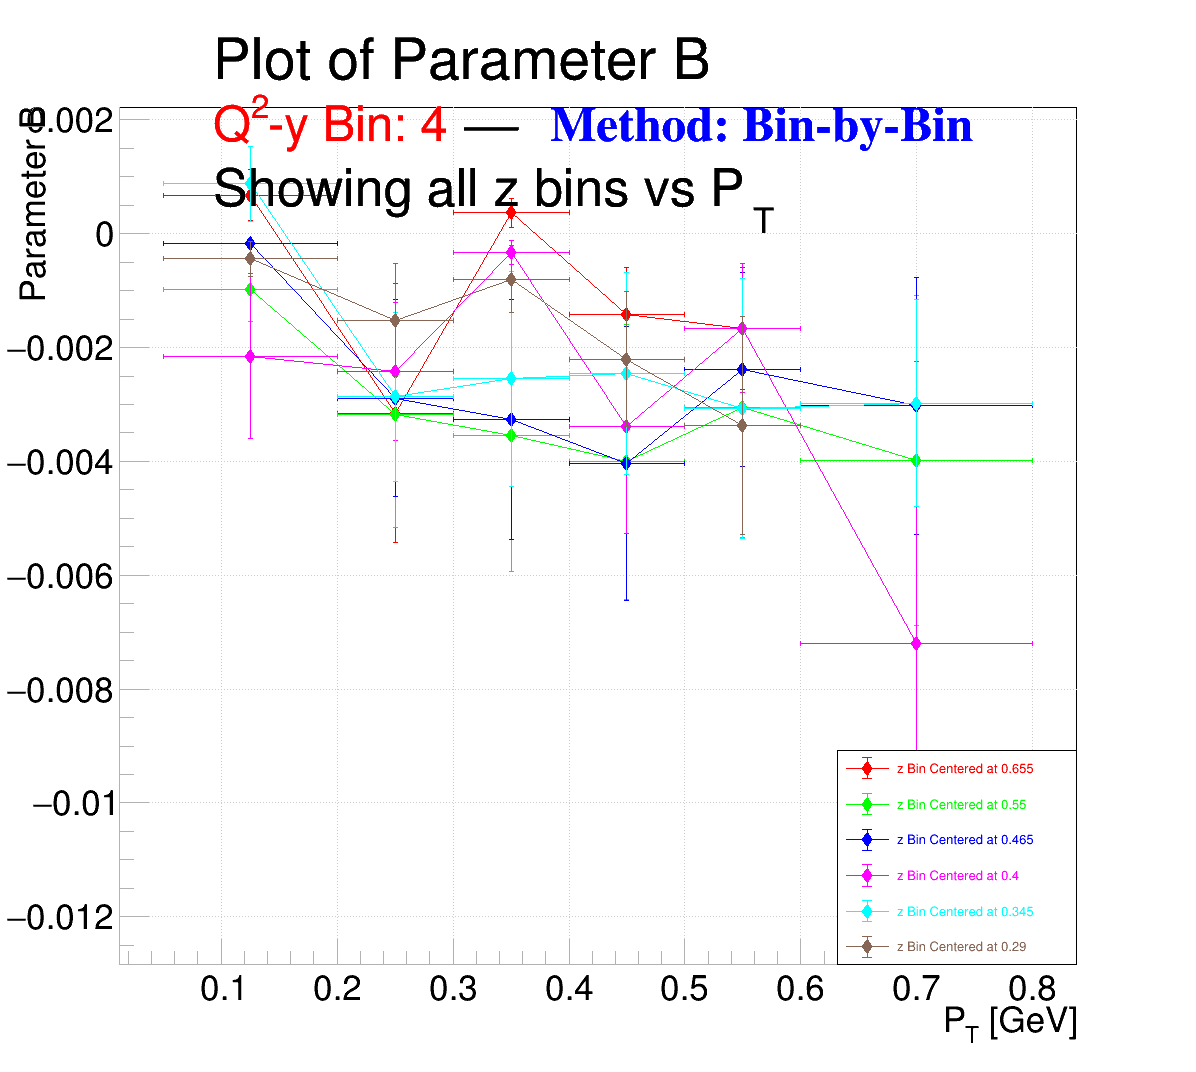 Plot of Parameter B
Q²-y Bin: 4 — Method: Bin-by-Bin
Showing all z bins vs P_T
Parameter B
0.002
0
−0.002
−0.004
−0.006
−0.008
−0.01
−0.012
z Bin Centered at 0.655
z Bin Centered at 0.55
z Bin Centered at 0.465
z Bin Centered at 0.4
z Bin Centered at 0.345
z Bin Centered at 0.29
0.1 0.2 0.3 0.4 0.5 0.6 0.7 0.8
P_T [GeV]